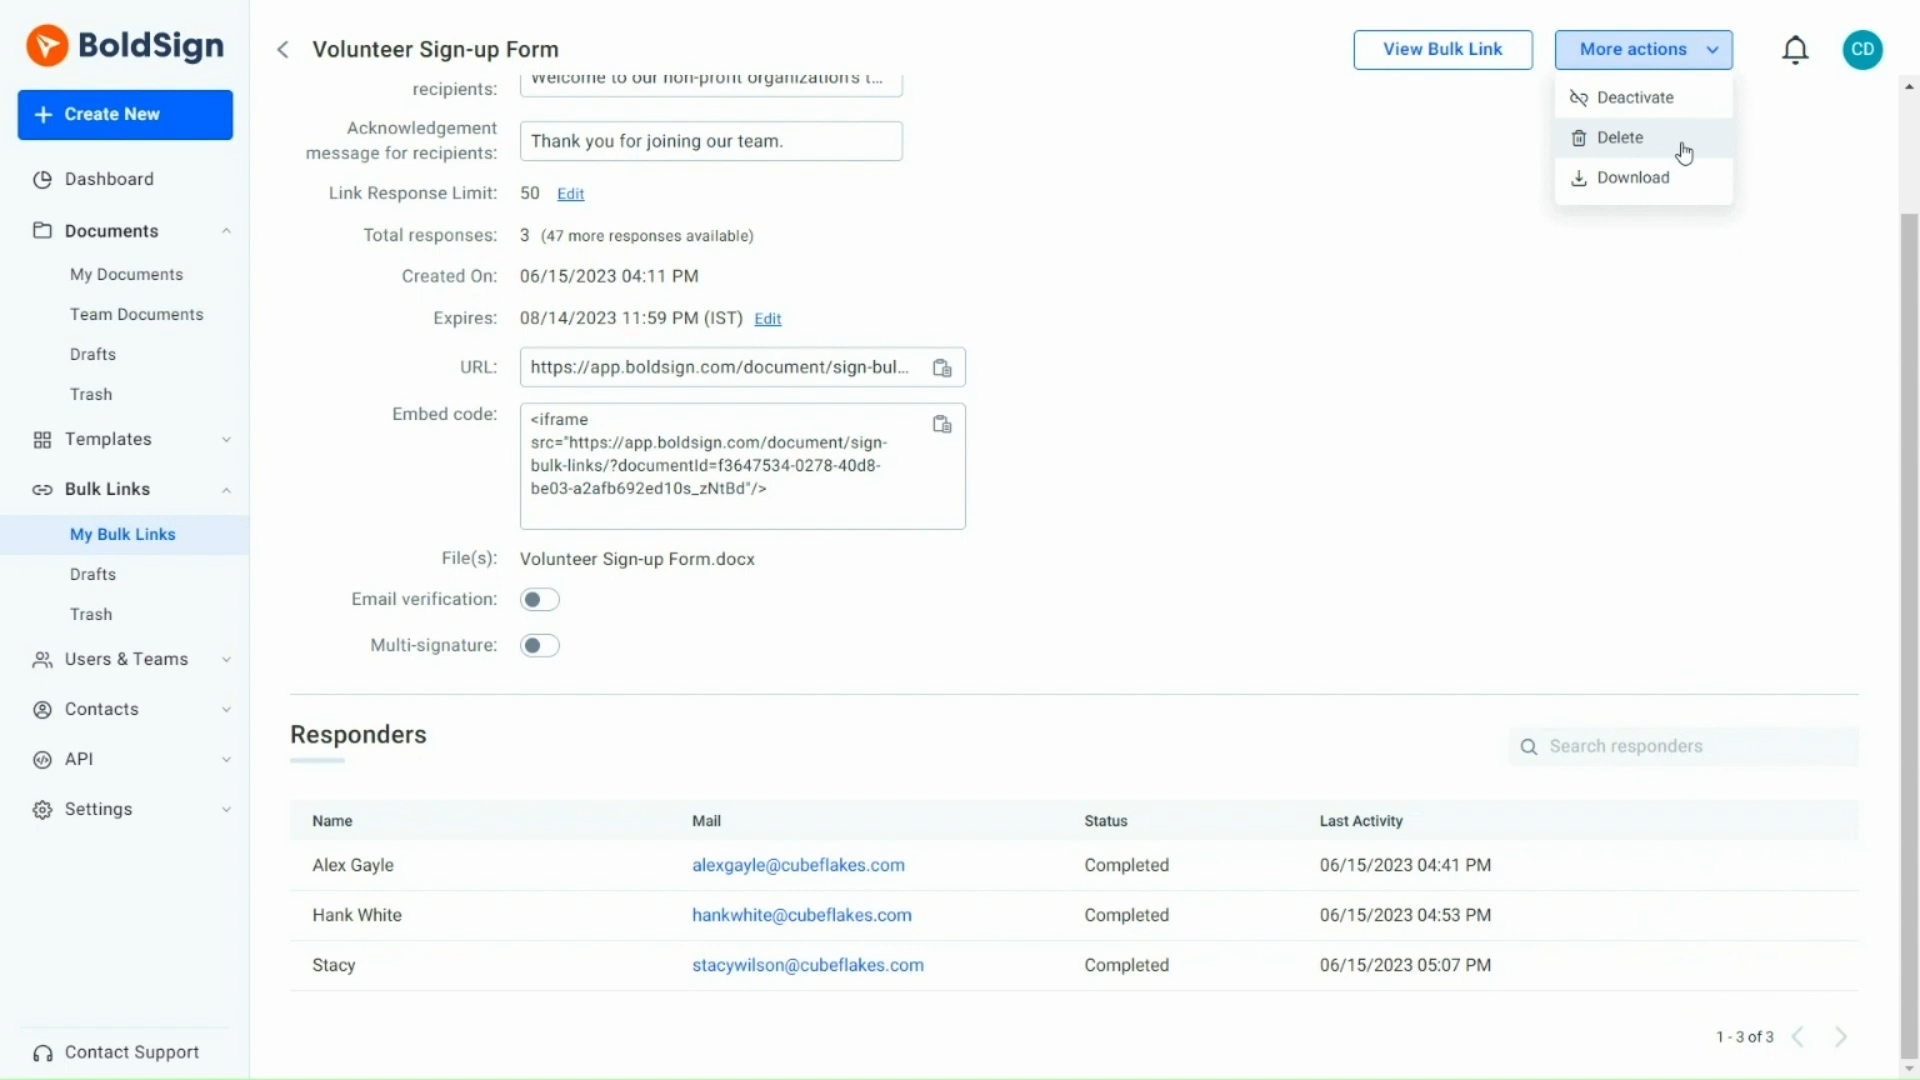 BoldSign
Volunteer Sign-up Form
View Bulk Link
More actions
CD
Deactivate
Delete
Download
Create New
Dashboard
Documents
My Documents
Team Documents
Drafts
Trash
Templates
Bulk Links
My Bulk Links
Drafts
Trash
Users & Teams
Contacts
API
Settings
Contact Support
recipients: Welcome to our non-profit organization's t...
Acknowledgement
message for recipients: Thank you for joining our team.
Link Response Limit: 50 Edit
Total responses: 3 (47 more responses available)
Created On: 06/15/2023 04:11 PM
Expires: 08/14/2023 11:59 PM (IST) Edit
URL: https://app.boldsign.com/document/sign-bul...
Embed code: <iframe
src="https://app.boldsign.com/document/sign-
bulk-links/?documentId=f3647534-0278-40d8-
be03-a2afb692ed10s_zNtBd"/>
File(s): Volunteer Sign-up Form.docx
Email verification:
Multi-signature:
Responders
Search responders
Name Mail Status Last Activity
Alex Gayle alexgayle@cubeflakes.com Completed 06/15/2023 04:41 PM
Hank White hankwhite@cubeflakes.com Completed 06/15/2023 04:53 PM
Stacy stacywilson@cubeflakes.com Completed 06/15/2023 05:07 PM
1 - 3 of 3